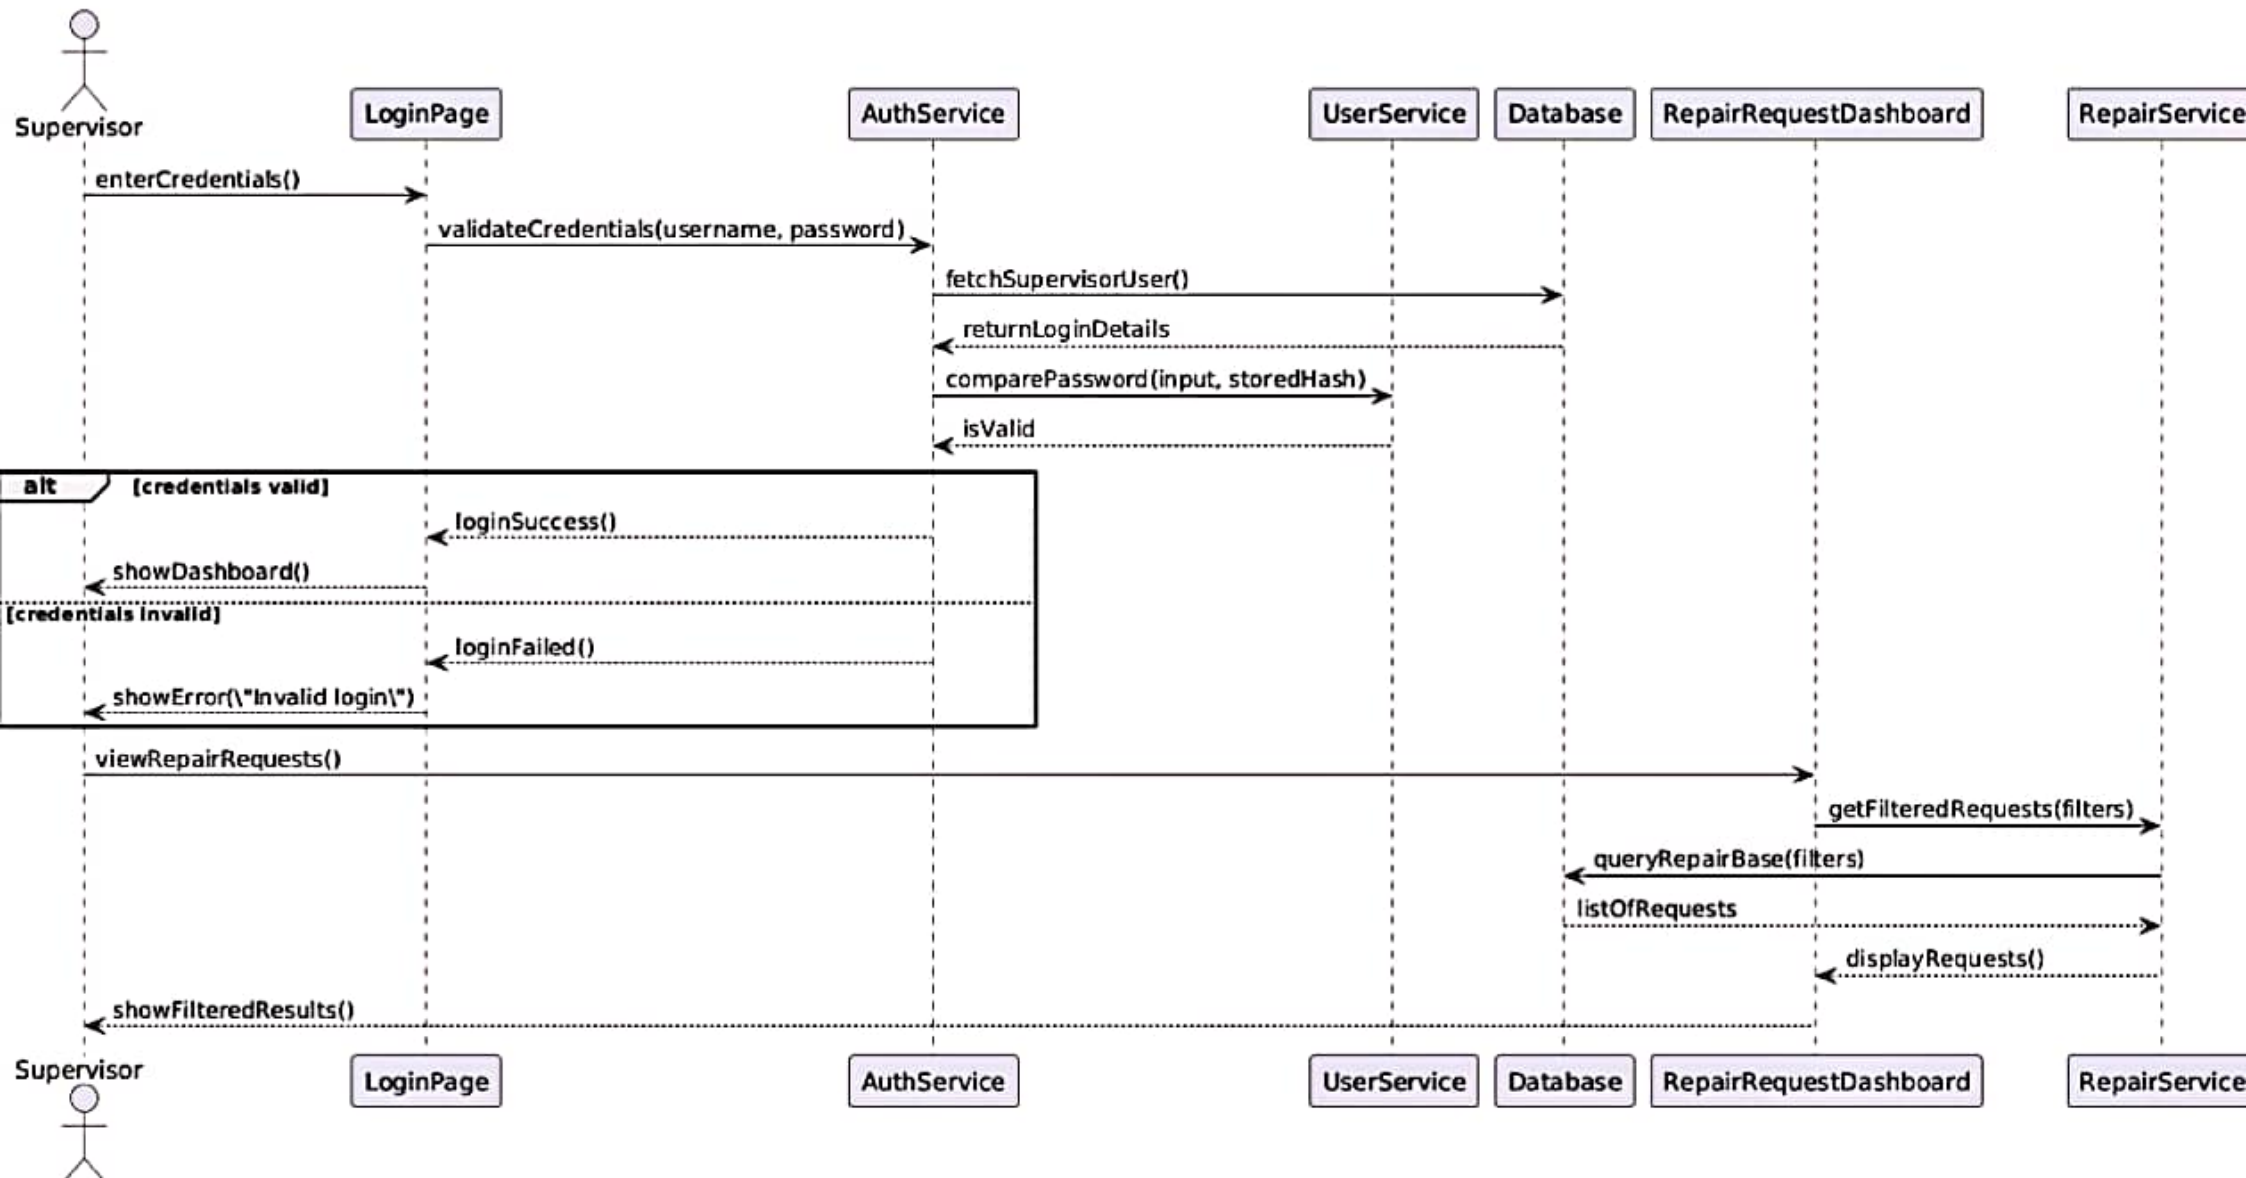 Supervisor
LoginPage
AuthService
UserService
Database
RepairRequestDashboard
RepairService
enterCredentials()
validateCredentials(username, password)
fetchSupervisorUser()
returnLoginDetails
comparePassword(input, storedHash)
isValid
alt
[credentials valid]
loginSuccess()
showDashboard()
[credentials invalid]
loginFailed()
showError(\"Invalid login\")
viewRepairRequests()
getFilteredRequests(filters)
queryRepairBase(filters)
listOfRequests
displayRequests()
showFilteredResults()
Supervisor
LoginPage
AuthService
UserService
Database
RepairRequestDashboard
RepairService